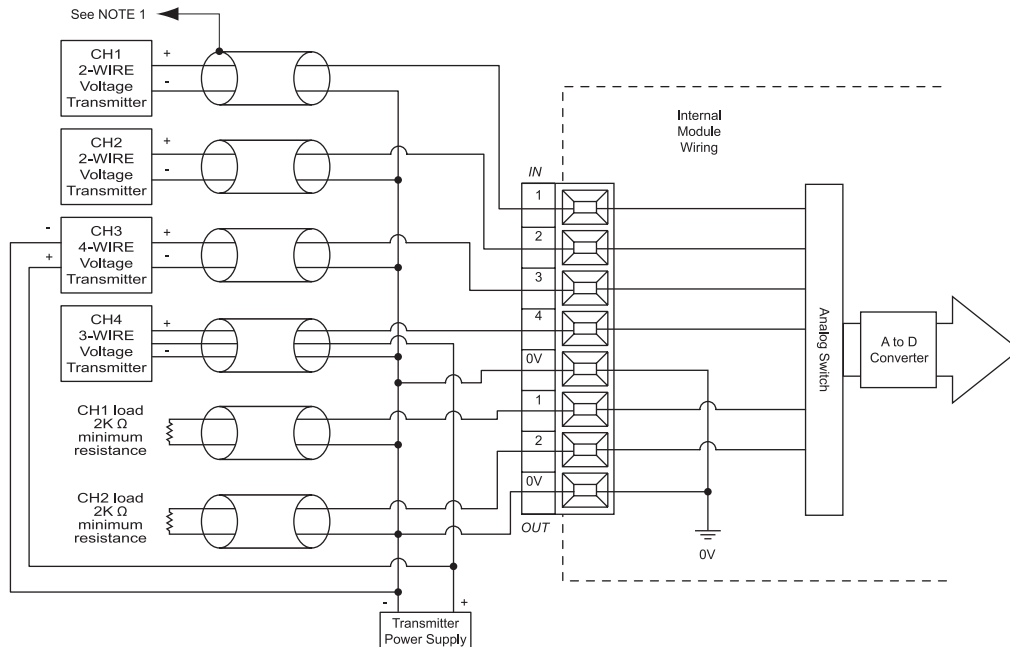 See NOTE 1
CH1
2-WIRE
Voltage
Transmitter
+
-
CH2
2-WIRE
Voltage
Transmitter
+
-
-
+
CH3
4-WIRE
Voltage
Transmitter
+
-
CH4
3-WIRE
Voltage
Transmitter
+
-
CH1 load
2K Ω
minimum
resistance
CH2 load
2K Ω
minimum
resistance
- +
Transmitter
Power Supply
IN
1
2
3
4
0V
1
2
0V
OUT
Internal
Module
Wiring
0V
Analog Switch
A to D
Converter